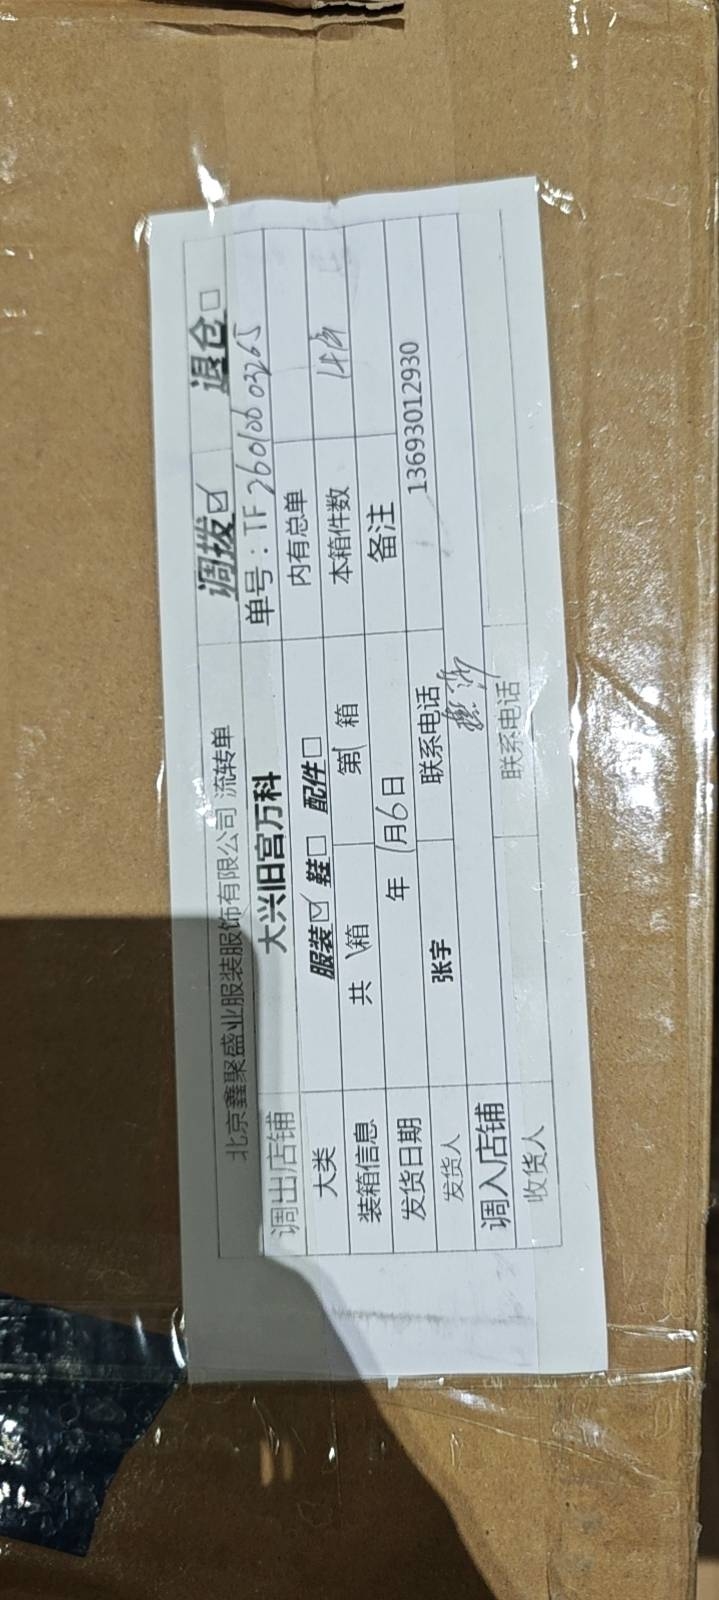 北京鑫聚盛业服装服饰有限公司 流转单 调拨☑ 退仓□
调出店铺 大兴旧宫万科 单号：TF26010003265
大类 服装☑ 鞋□ 配件□ 内有总单
装箱信息 共 1箱 第1 箱 本箱件数 14件
发货日期 年 1月6日 备注
发货人 张宇 联系电话 13693012930
调入店铺
收货人 联系电话